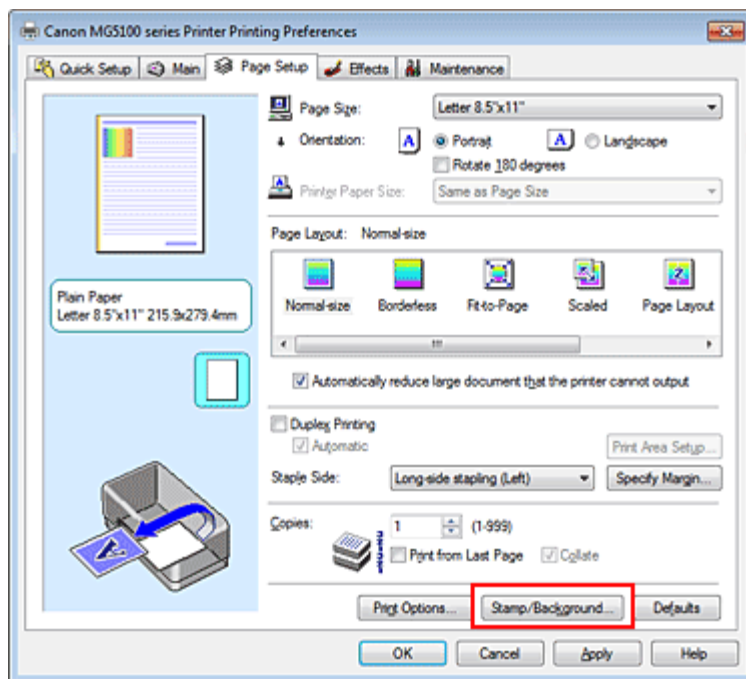 Canon MG5100 series Printer Printing Preferences
Quick Setup Main Page Setup Effects Maintenance
Page Size: Letter 8.5"x11"
Orientation: A Portrait A Landscape
Rotate 180 degrees
Printer Paper Size: Same as Page Size
Page Layout: Normal-size
Normal-size Borderless Fit-to-Page Scaled Page Layout
Plain Paper
Letter 8.5"x11" 215.9x279.4mm
Automatically reduce large document that the printer cannot output
Duplex Printing
Automatic
Print Area Setup...
Staple Side: Long-side stapling (Left) Specify Margin...
Copies: 1 (1-999)
Print from Last Page Collate
Print Options... Stamp/Background... Defaults
OK Cancel Apply Help